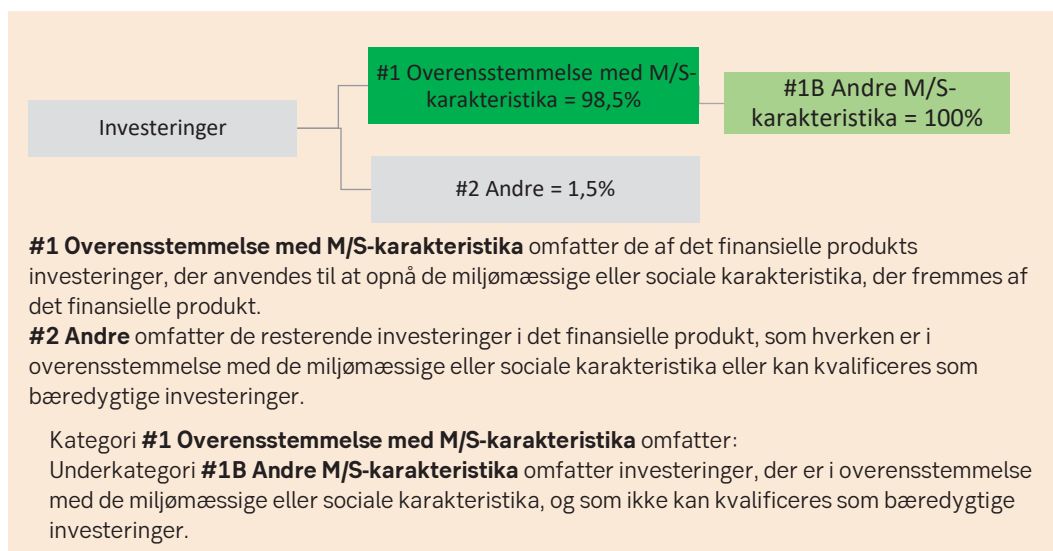 #1 Overensstemmelse med M/S-
karakteristika = 98,5%
#1B Andre M/S-
karakteristika = 100%
Investeringer
#2 Andre = 1,5%
#1 Overensstemmelse med M/S-karakteristika omfatter de af det finansielle produkts
investeringer, der anvendes til at opnå de miljømæssige eller sociale karakteristika, der fremmes af
det finansielle produkt.
#2 Andre omfatter de resterende investeringer i det finansielle produkt, som hverken er i
overensstemmelse med de miljømæssige eller sociale karakteristika eller kan kvalificeres som
bæredygtige investeringer.
Kategori #1 Overensstemmelse med M/S-karakteristika omfatter:
Underkategori #1B Andre M/S-karakteristika omfatter investeringer, der er i overensstemmelse
med de miljømæssige eller sociale karakteristika, og som ikke kan kvalificeres som bæredygtige
investeringer.